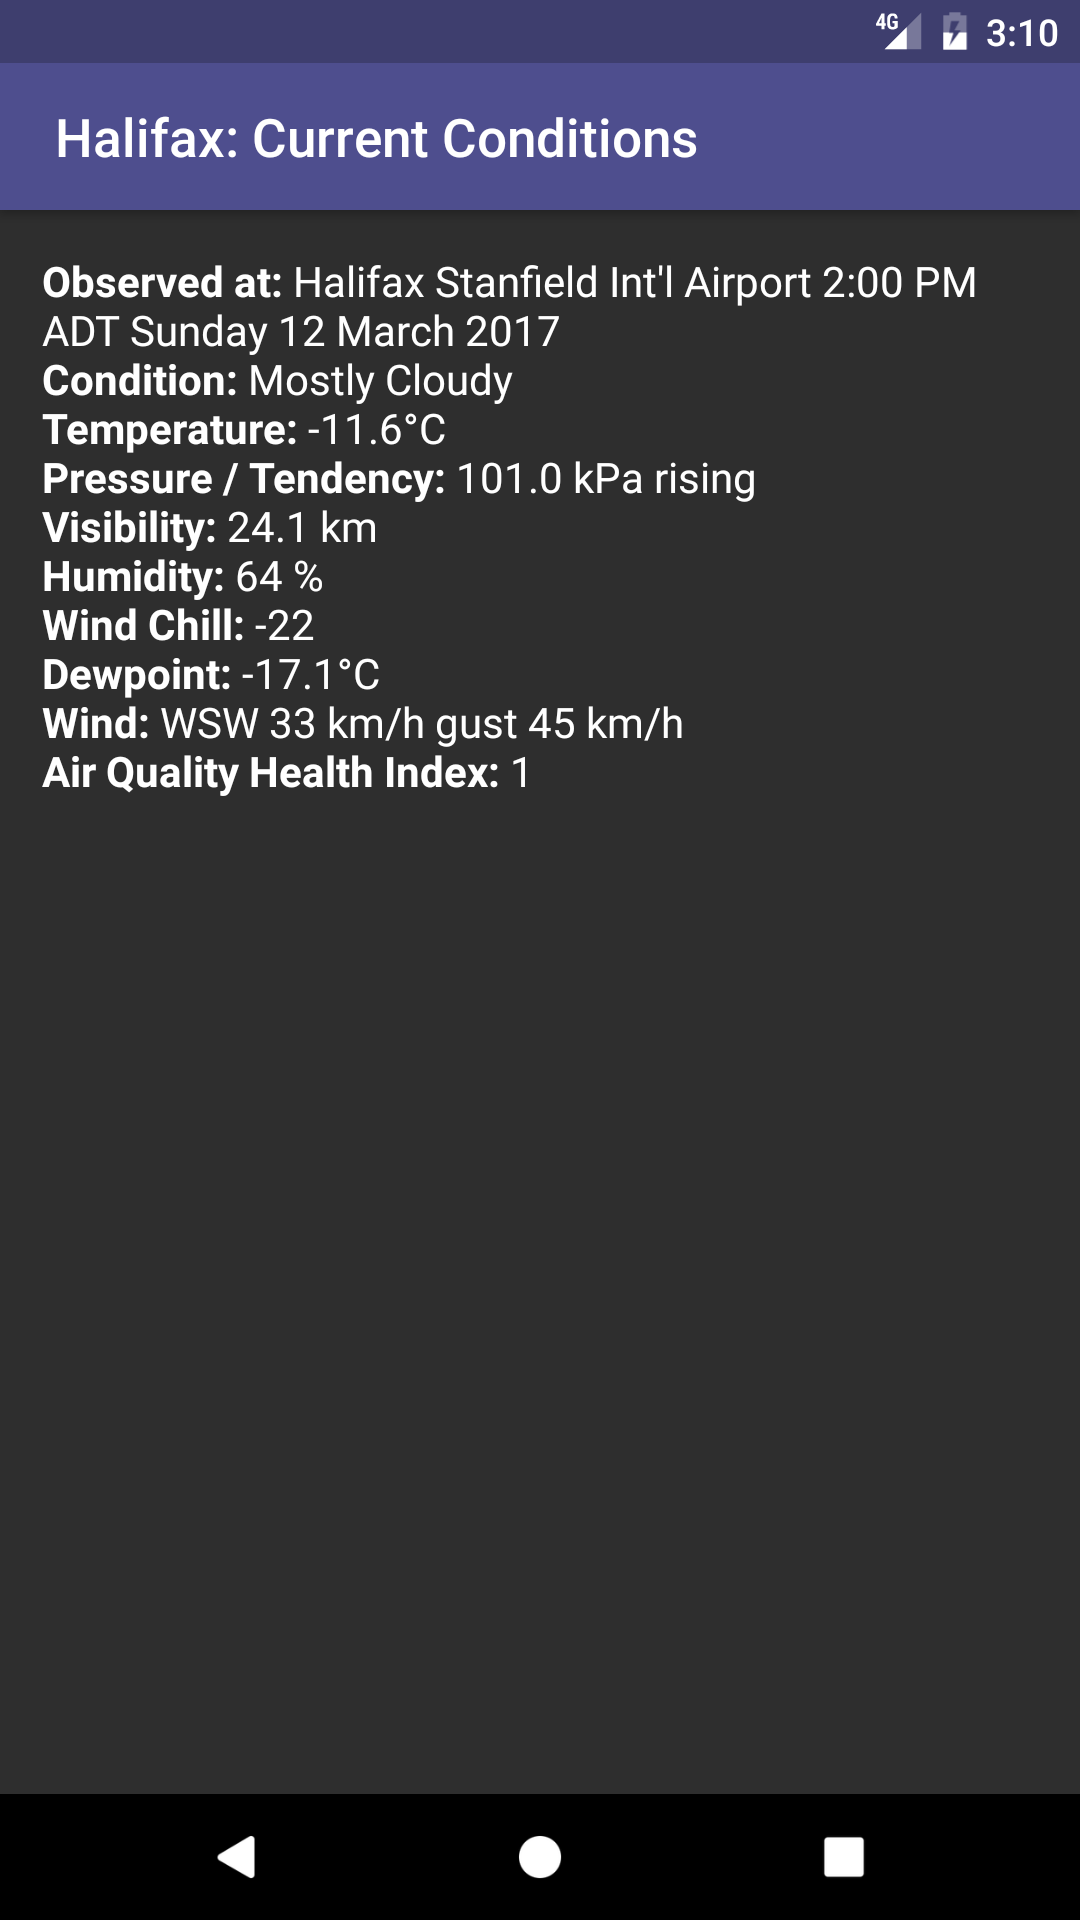 4G 3:10
Halifax: Current Conditions
Observed at: Halifax Stanfield Int'l Airport 2:00 PM
ADT Sunday 12 March 2017
Condition: Mostly Cloudy
Temperature: -11.6°C
Pressure / Tendency: 101.0 kPa rising
Visibility: 24.1 km
Humidity: 64 %
Wind Chill: -22
Dewpoint: -17.1°C
Wind: WSW 33 km/h gust 45 km/h
Air Quality Health Index: 1